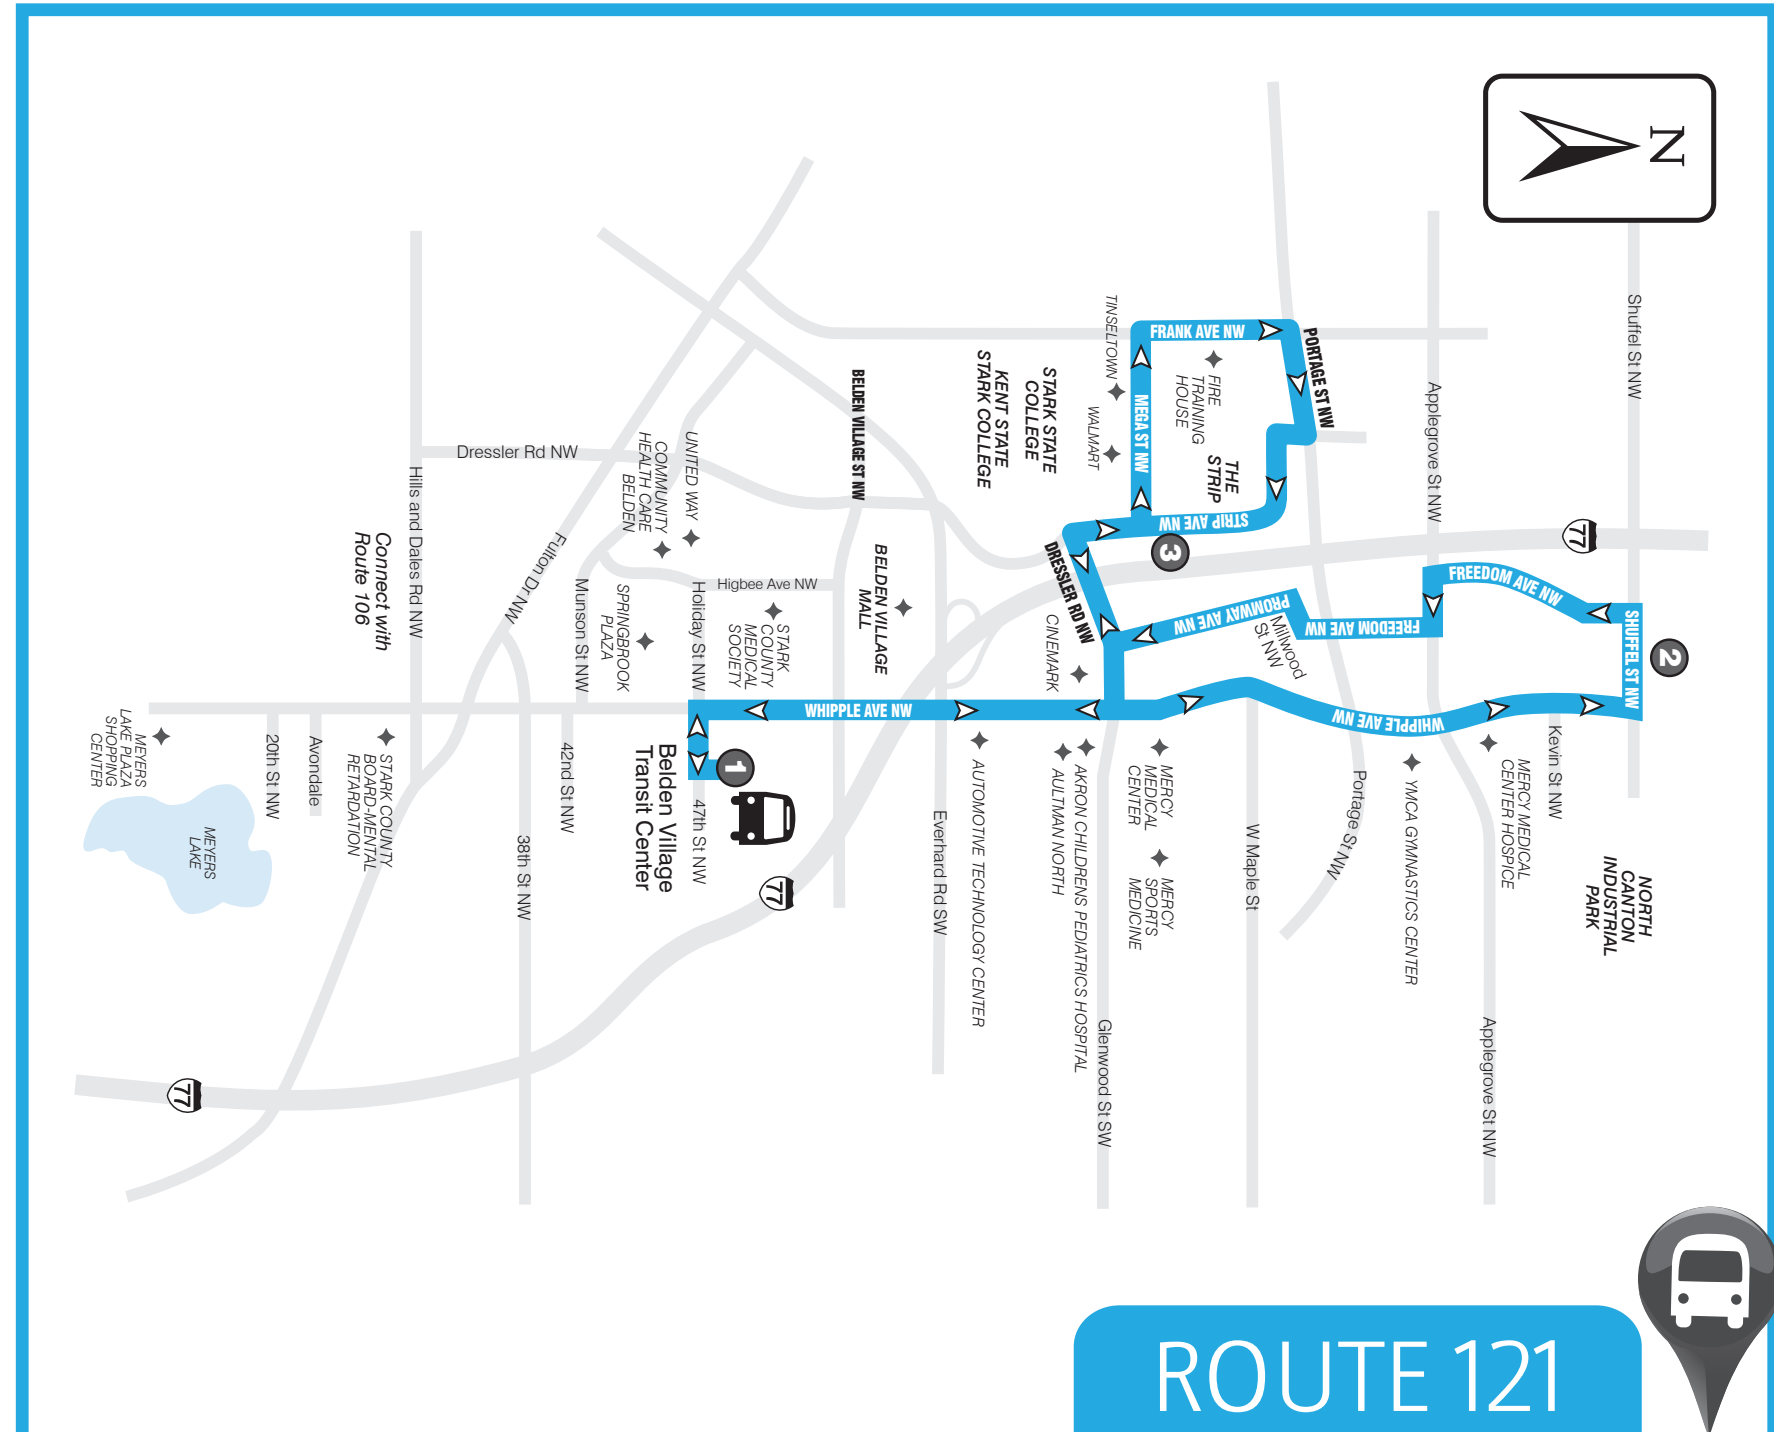 N
Shuffel St NW
Applegrove St NW
77
TINSELTOWN
FRANK AVE NW
PORTAGE ST NW
FIRE
TRAINING
HOUSE
MEGA ST NW
WALMART
THE
STRIP
STARK STATE
COLLEGE
KENT STATE
STARK COLLEGE
STRIP AVE NW
3
BELDEN VILLAGE ST NW
Dressler Rd NW
UNITED WAY
COMMUNITY
HEALTH CARE
BELDEN
Hills and Dales Rd NW
Connect with
Route 106
Fulton Dr NW
Munson St NW
SPRINGBROOK
PLAZA
Holiday St NW
Higbee Ave NW
STARK
COUNTY
MEDICAL
SOCIETY
BELDEN VILLAGE
MALL
DRESSLER RD NW
CINEMARK
PROMWAY AVE NW
Millwood
St NW
FREEDOM AVE NW
FREEDOM AVE NW
SHUFFEL ST NW
2
WHIPPLE AVE NW
WHIPPLE AVE NW
MEYERS
LAKE PLAZA
SHOPPING
CENTER
MEYERS
LAKE
20th St NW
Avondale
STARK COUNTY
BOARD-MENTAL
RETARDATION
38th St NW
42nd St NW
Belden Village
Transit Center
1
47th St NW
77
Everhard Rd SW
AUTOMOTIVE TECHNOLOGY CENTER
AULTMAN NORTH
AKRON CHILDRENS PEDIATRICS HOSPITAL
Glenwood St SW
MERCY
MEDICAL
CENTER
MERCY
SPORTS
MEDICINE
W Maple St
Portage St NW
YMCA GYMNASTICS CENTER
Applegrove St NW
MERCY MEDICAL
CENTER HOSPICE
Kevin St NW
NORTH
CANTON
INDUSTRIAL
PARK
77
ROUTE 121